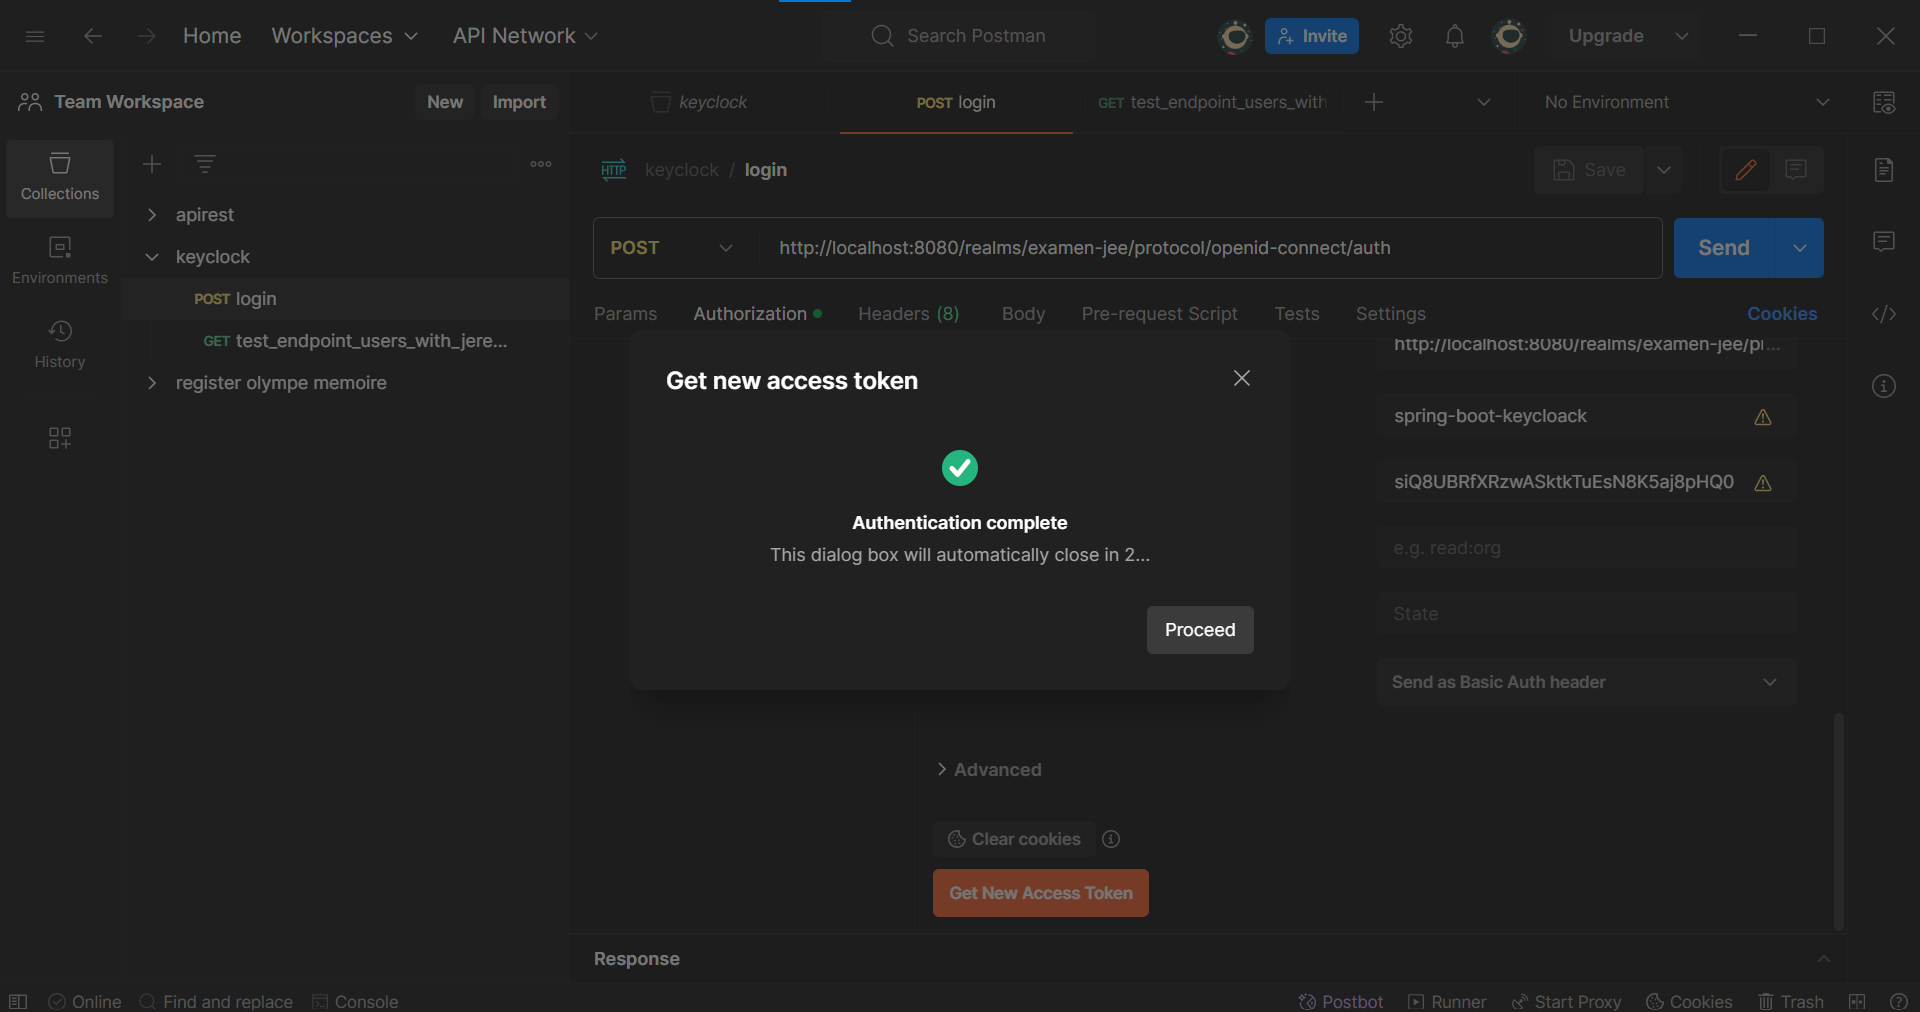 Home
Workspaces
API Network
Search Postman
Invite
Upgrade
Team Workspace
New
Import
keyclock
POST login
GET test_endpoint_users_with
No Environment
Collections
Environments
History
apirest
keyclock
POST login
GET test_endpoint_users_with_jere...
register olympe memoire
HTTP
keyclock / login
Save
POST
http://localhost:8080/realms/examen-jee/protocol/openid-connect/auth
Send
Params
Authorization
Headers (8)
Body
Pre-request Script
Tests
Settings
Cookies
http://localhost:8080/realms/examen-jee/pr...
spring-boot-keycloack
siQ8UBRfXRzwASktkTuEsN8K5aj8pHQ0
e.g. read:org
State
Send as Basic Auth header
Get new access token
Authentication complete
This dialog box will automatically close in 2...
Proceed
Advanced
Clear cookies
Get New Access Token
Response
Online
Find and replace
Console
Postbot
Runner
Start Proxy
Cookies
Trash